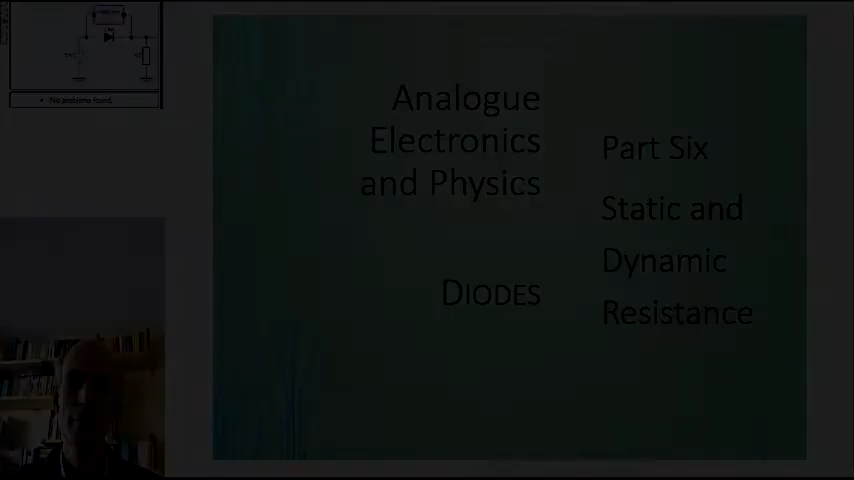 No problems found.
Analogue
Electronics
and Physics
DIODES
Part Six
Static and
Dynamic
Resistance